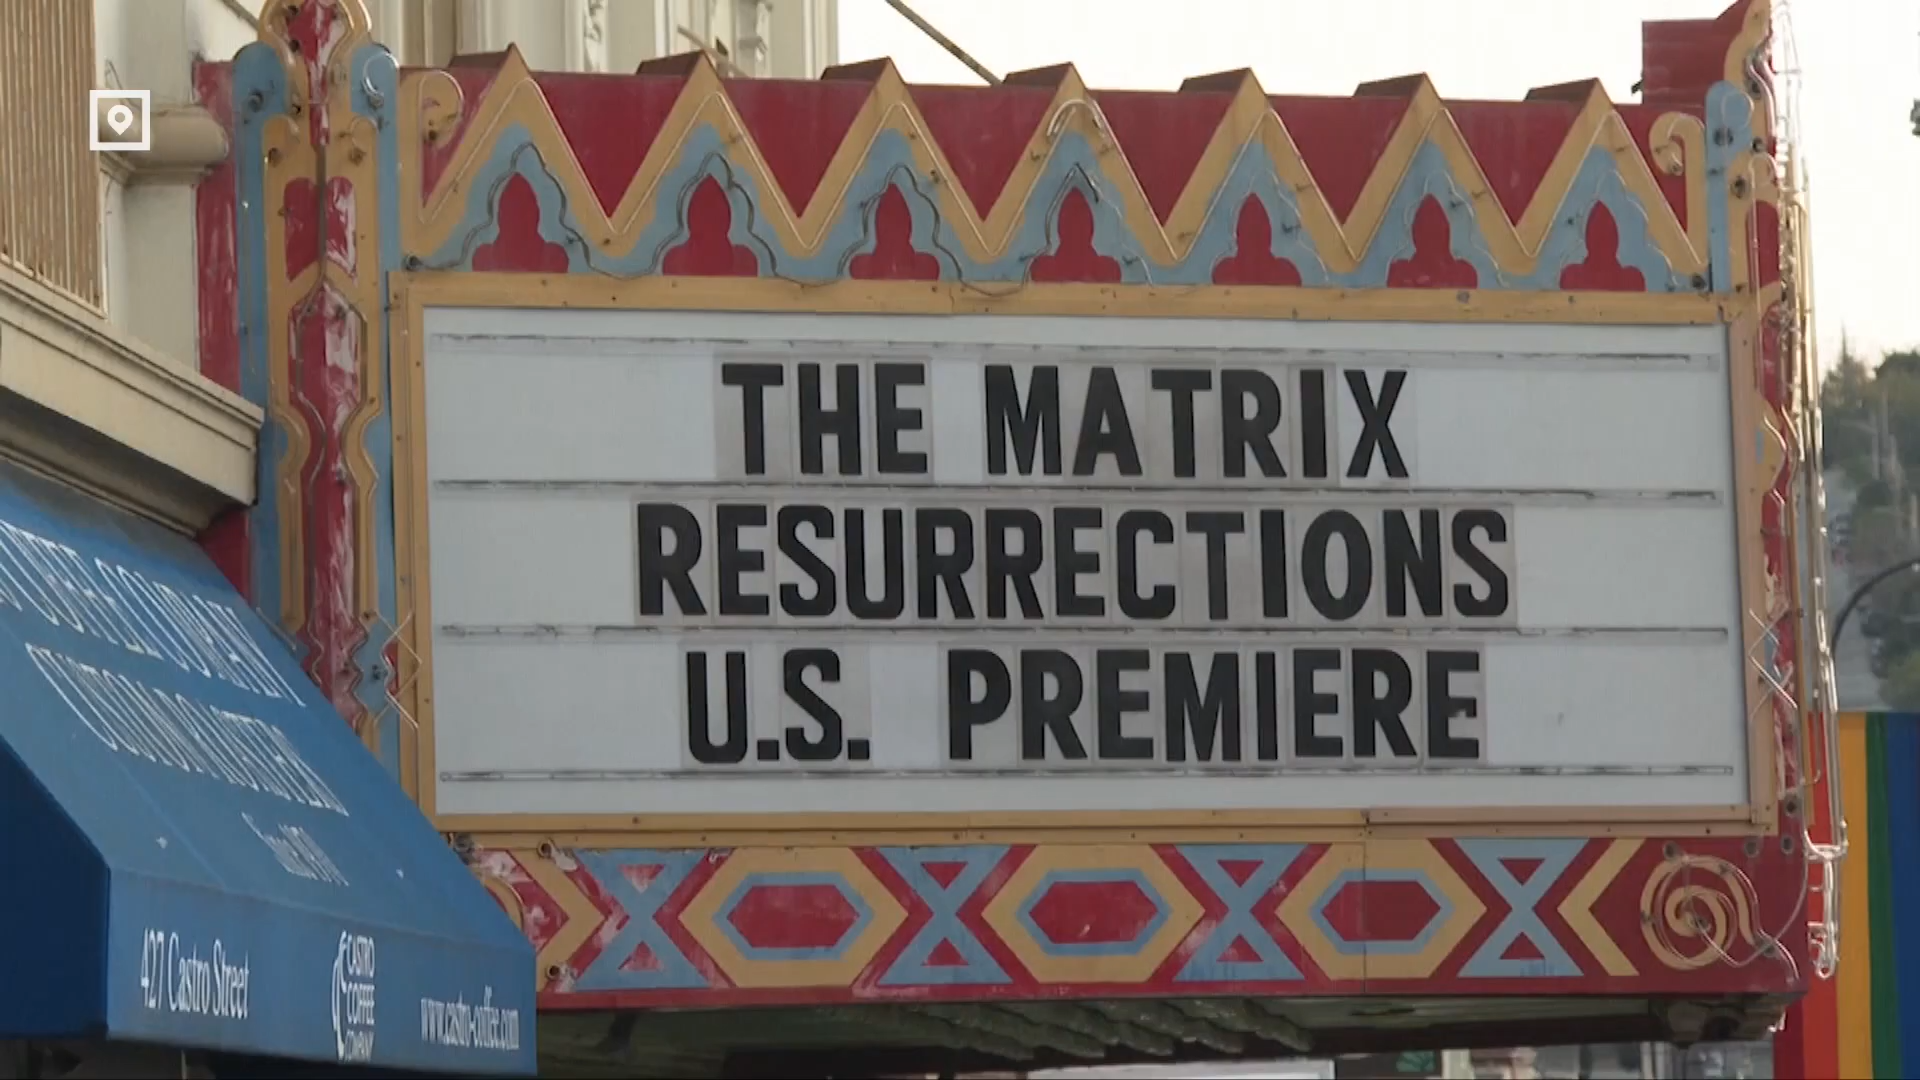 THE MATRIX
RESURRECTIONS
U.S. PREMIERE
427 Castro Street
CASTRO
COFFEE
COMPANY
www.castro-coffee.com